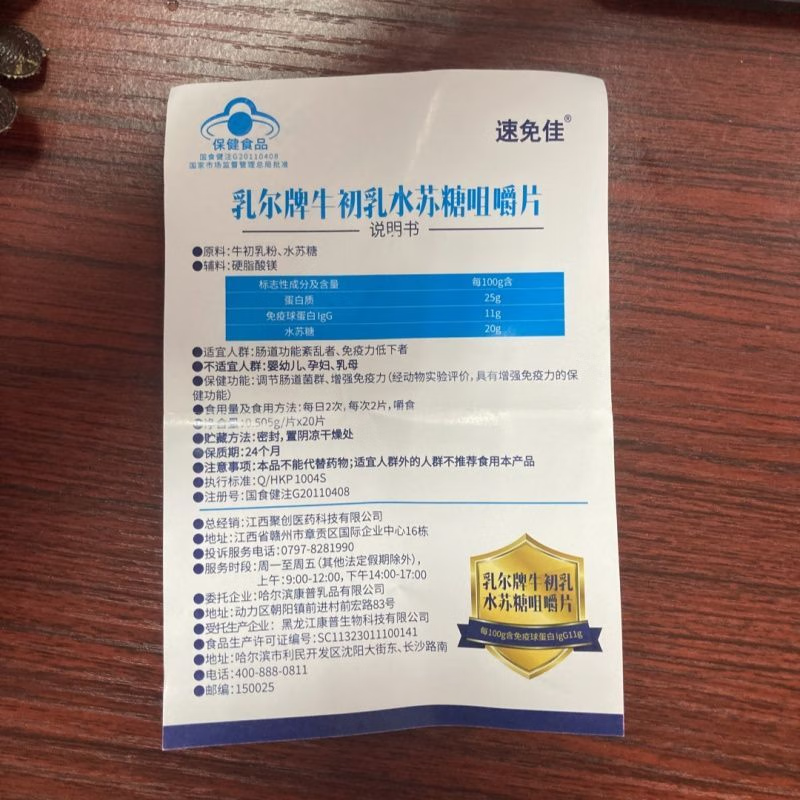 保健食品
国食健注G20110408
国家市场监督管理总局批准
速免佳®
乳尔牌牛初乳水苏糖咀嚼片
说明书
●原料:牛初乳粉、水苏糖
●辅料:硬脂酸镁
标志性成分及含量 每100g含
蛋白质 25g
免疫球蛋白IgG 11g
水苏糖 20g
●适宜人群:肠道功能紊乱者、免疫力低下者
●不适宜人群:婴幼儿、孕妇、乳母
●保健功能:调节肠道菌群、增强免疫力(经动物实验评价,具有增强免疫力的保
健功能)
●食用量及食用方法:每日2次,每次2片,嚼食
●净含量:0.605g/片x20片
●贮藏方法:密封,置阴凉干燥处
●保质期:24个月
●注意事项:本品不能代替药物;适宜人群外的人群不推荐食用本产品
●执行标准:Q/HKP1004S
●注册号:国食健注G20110408
●总经销:江西聚创医药科技有限公司
●地址:江西省赣州市章贡区国际企业中心16栋
●投诉服务电话:0797-8281990
●服务时段:周一至周五(其他法定假期除外),
上午:9:00-12:00,下午14:00-17:00
●委托企业:哈尔滨康普乳品有限公司
●地址:动力区朝阳镇前进村前宏路83号
●受托生产企业:黑龙江康普生物科技有限公司
●食品生产许可证编号:SC11323011100141
●地址:哈尔滨市利民开发区沈阳大街东、长沙路南
●电话:400-888-0811
●邮编:150025
乳尔牌牛初乳
水苏糖咀嚼片
每100g含免疫球蛋白IgG11g